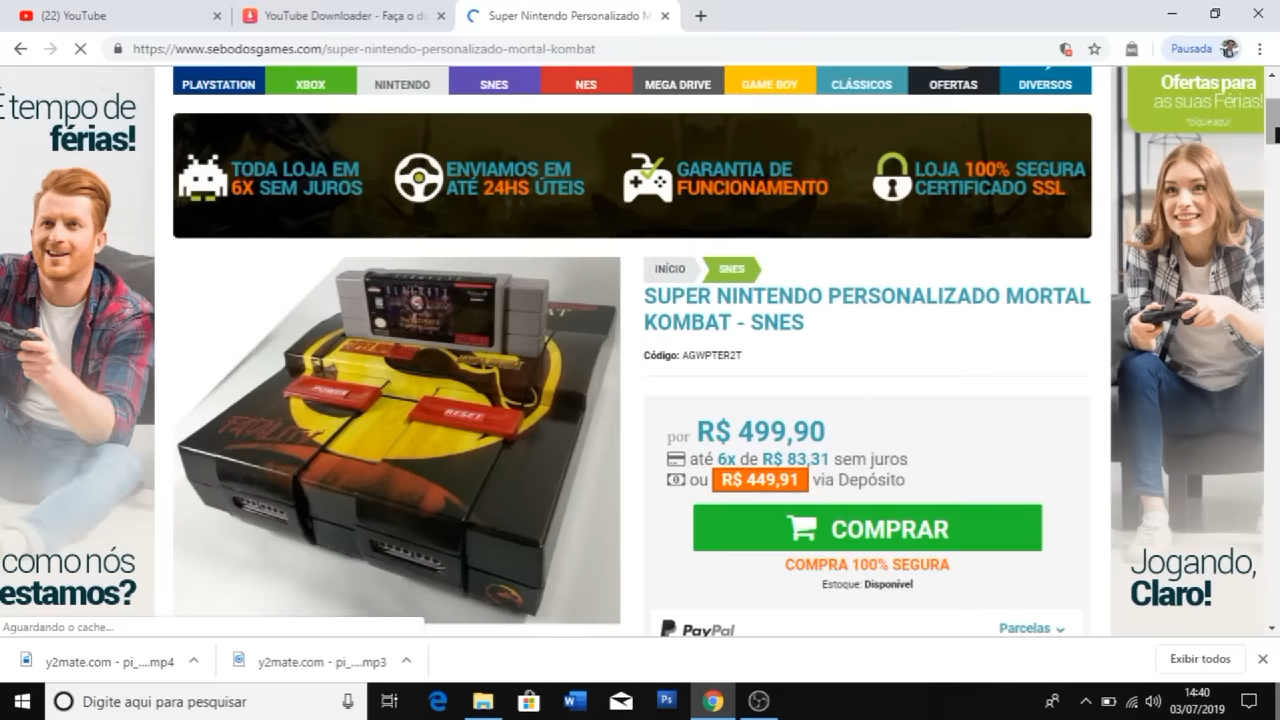 (22) YouTube
YouTube Downloader - Faça o do
Super Nintendo Personalizado M
https://www.sebodosgames.com/super-nintendo-personalizado-mortal-kombat
Pausada
PLAYSTATION
XBOX
NINTENDO
SNES
NES
MEGA DRIVE
GAME BOY
CLÁSSICOS
OFERTAS
DIVERSOS
É tempo de
férias!
Ofertas para
as suas Férias!
*clique aqui
TODA LOJA EM
6X SEM JUROS
ENVIAMOS EM
ATÉ 24HS ÚTEIS
GARANTIA DE
FUNCIONAMENTO
LOJA 100% SEGURA
CERTIFICADO SSL
INÍCIO
SNES
SUPER NINTENDO PERSONALIZADO MORTAL
KOMBAT - SNES
Código: AGWPTER2T
POWER
RESET
FATALITY
por R$ 499,90
até 6x de R$ 83,31 sem juros
ou R$ 449,91 via Depósito
COMPRAR
COMPRA 100% SEGURA
Estoque: Disponível
PayPal
Parcelas
como nós
estamos?
Jogando,
Claro!
Aguardando o cache...
y2mate.com - pi_....mp4
y2mate.com - pi_....mp3
Exibir todos
Digite aqui para pesquisar
14:40
03/07/2019